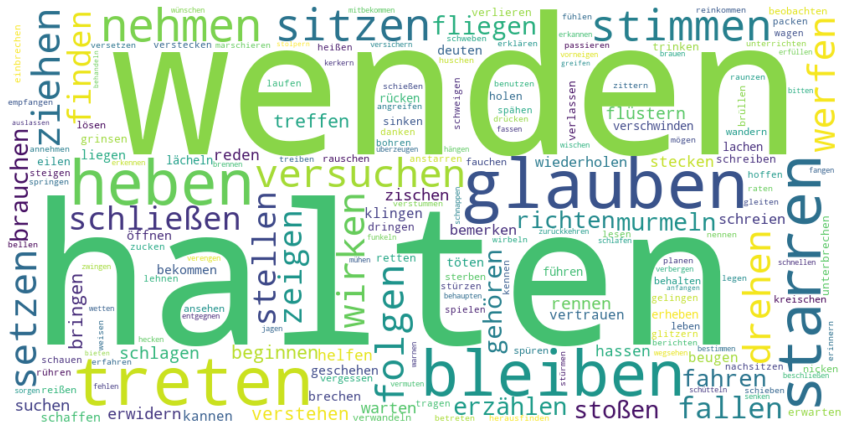 wünschen mitbekommen verlieren fühlen reinkommen beobachten
nehmen sitzen fliegen stimmen packen
schweben erkannten wagen
versetzen marschieren stolpern versichern erklären passieren trinken unterrichten
einbrechen ziehen finden behandeln verstecken heißen deuten vorneigen brauen erfüllen
wenden
kerkern huschen greifen raunzen
laufen schießen schweigen benutzen zittern brüllen bitten werfen
empfangen rücken holen spähen verlassen flüstern
angreifen drücken
auslassen lösen treffen sinken danken fassen verschwinden wandern
grinsen bohren mögen lachen
annehmen eilen liegen lächeln reden überzeugen hängen wischen schreiben
erkennen treiben rauschen anstarren fauchen wiederholen stecken hoffen fangen
steigen brennen versuchen glauben raten
springen brauchen heben zischen verstummen schnappen gleiten
schließen stellen klingen bemerken richten murmeln schreien starren
bellen öffnen zeigen wirken dringen wirbeln zurückkehren lesen nennen
zucken verengen funkeln schlafen unterbrechen
halten
setzen bringen lehnen bekommen mühen retten töten führen planen schnellen
zwingen sterben kennen verbergen legen drehen
ansehen folgen stürzen gehören behalten anfangen gelingen kreischen
wetten entgegnen behaupten rennen erheben
weisen hecken jagen spielen vertrauen glitzern leben
schauen schlagen beginnen helfen warnen bleiben spüren hassen berichten bestimmen erinnern
bieten erfahren geschehen stürmen beugen wegsehen beschließen
rühren treten vermuten fahren nachsitzen nicken
sorgen reißen fehlen vergessen brechen schütteln schieben
suchen erwidern kannen verstehen warten tragen erzählen stoßen fallen senken erwarten
schaffen verwandeln betreten herausfinden